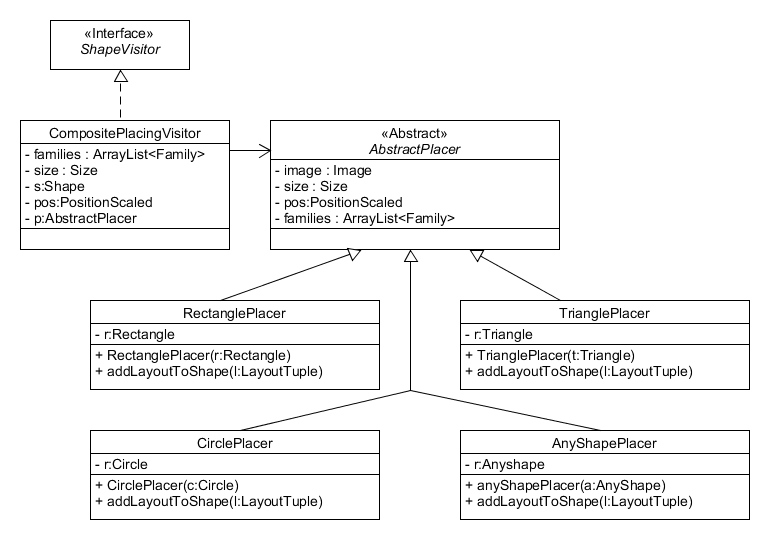 «Interface»
ShapeVisitor
CompositePlacingVisitor
- families : ArrayList<Family>
- size : Size
- s:Shape
- pos:PositionScaled
- p:AbstractPlacer
«Abstract»
AbstractPlacer
- image : Image
- size : Size
- pos:PositionScaled
- families : ArrayList<Family>
RectanglePlacer
- r:Rectangle
+ RectanglePlacer(r:Rectangle)
+ addLayoutToShape(l:LayoutTuple)
TrianglePlacer
- r:Triangle
+ TrianglePlacer(t:Triangle)
+ addLayoutToShape(l:LayoutTuple)
CirclePlacer
- r:Circle
+ CirclePlacer(c:Circle)
+ addLayoutToShape(l:LayoutTuple)
AnyShapePlacer
- r:Anyshape
+ anyShapePlacer(a:AnyShape)
+ addLayoutToShape(l:LayoutTuple)